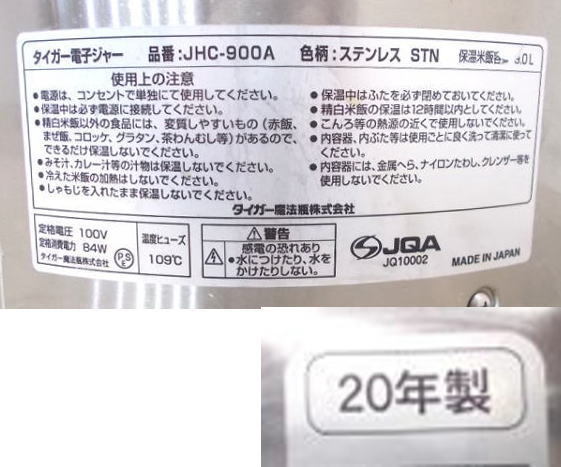 タイガー電子ジャー 品番:JHC-900A 色柄:ステンレス STN 保温米飯容 .0L
使用上の注意
●電源は、コンセントで単独にて使用してください。
●保温中は必ず電源に接続してください。
●精白米飯以外の食品には、変質しやすいもの(赤飯、
まぜ飯、コロッケ、グラタン、茶わんむし等)があるので、
できるだけ保温しないでください。
●みそ汁、カレー汁等の汁物は保温しないでください。
●冷えた米飯の加熱はしないでください。
●しゃもじを入れたまま保温しないでください。
●保温中はふたを必ず閉めておいてください。
●精白米飯の保温は12時間以内としてください。
●こんろ等の熱源の近くで使用しないでください。
●内容器、内ぶた等は使用ごとに良く洗って清潔に使って
ください。
●内容器には、金属へら、ナイロンたわし、クレンザー等を
使用しないでください。
タイガー魔法瓶株式会社
定格電圧 100V
定格消費電力 84W
タイガー魔法瓶株式会社
PSE
温度ヒューズ
109℃
警告
感電の恐れあり
●水につけたり、水を
かけたりしない。
JQA
JQ10002
MADE IN JAPAN
20年製